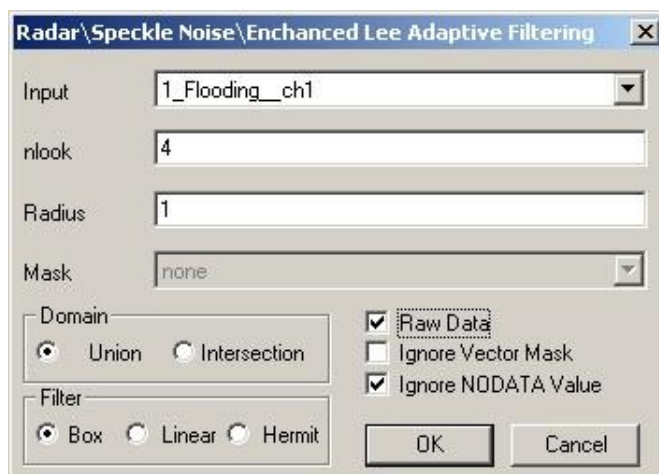 Radar\Speckle Noise\Enchanced Lee Adaptive Filtering
Input 1_Flooding__ch1
nlook 4
Radius 1
Mask none
Domain
Union Intersection
Filter
Box Linear Hermit
Raw Data
Ignore Vector Mask
Ignore NODATA Value
OK Cancel